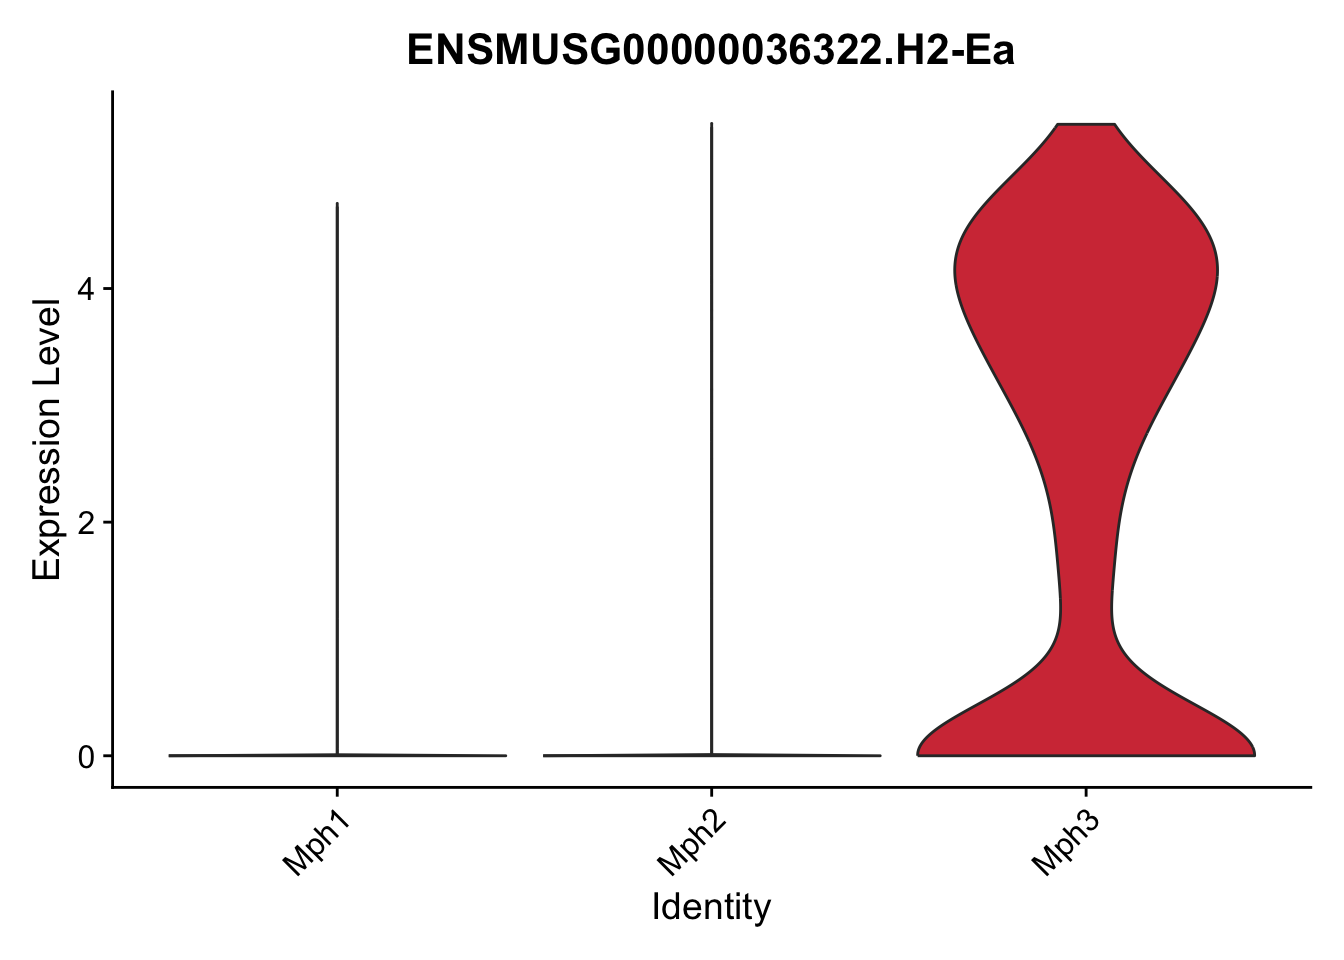 ENSMUSG00000036322.H2-Ea
Expression Level
4
2
0
Mph1
Mph2
Mph3
Identity